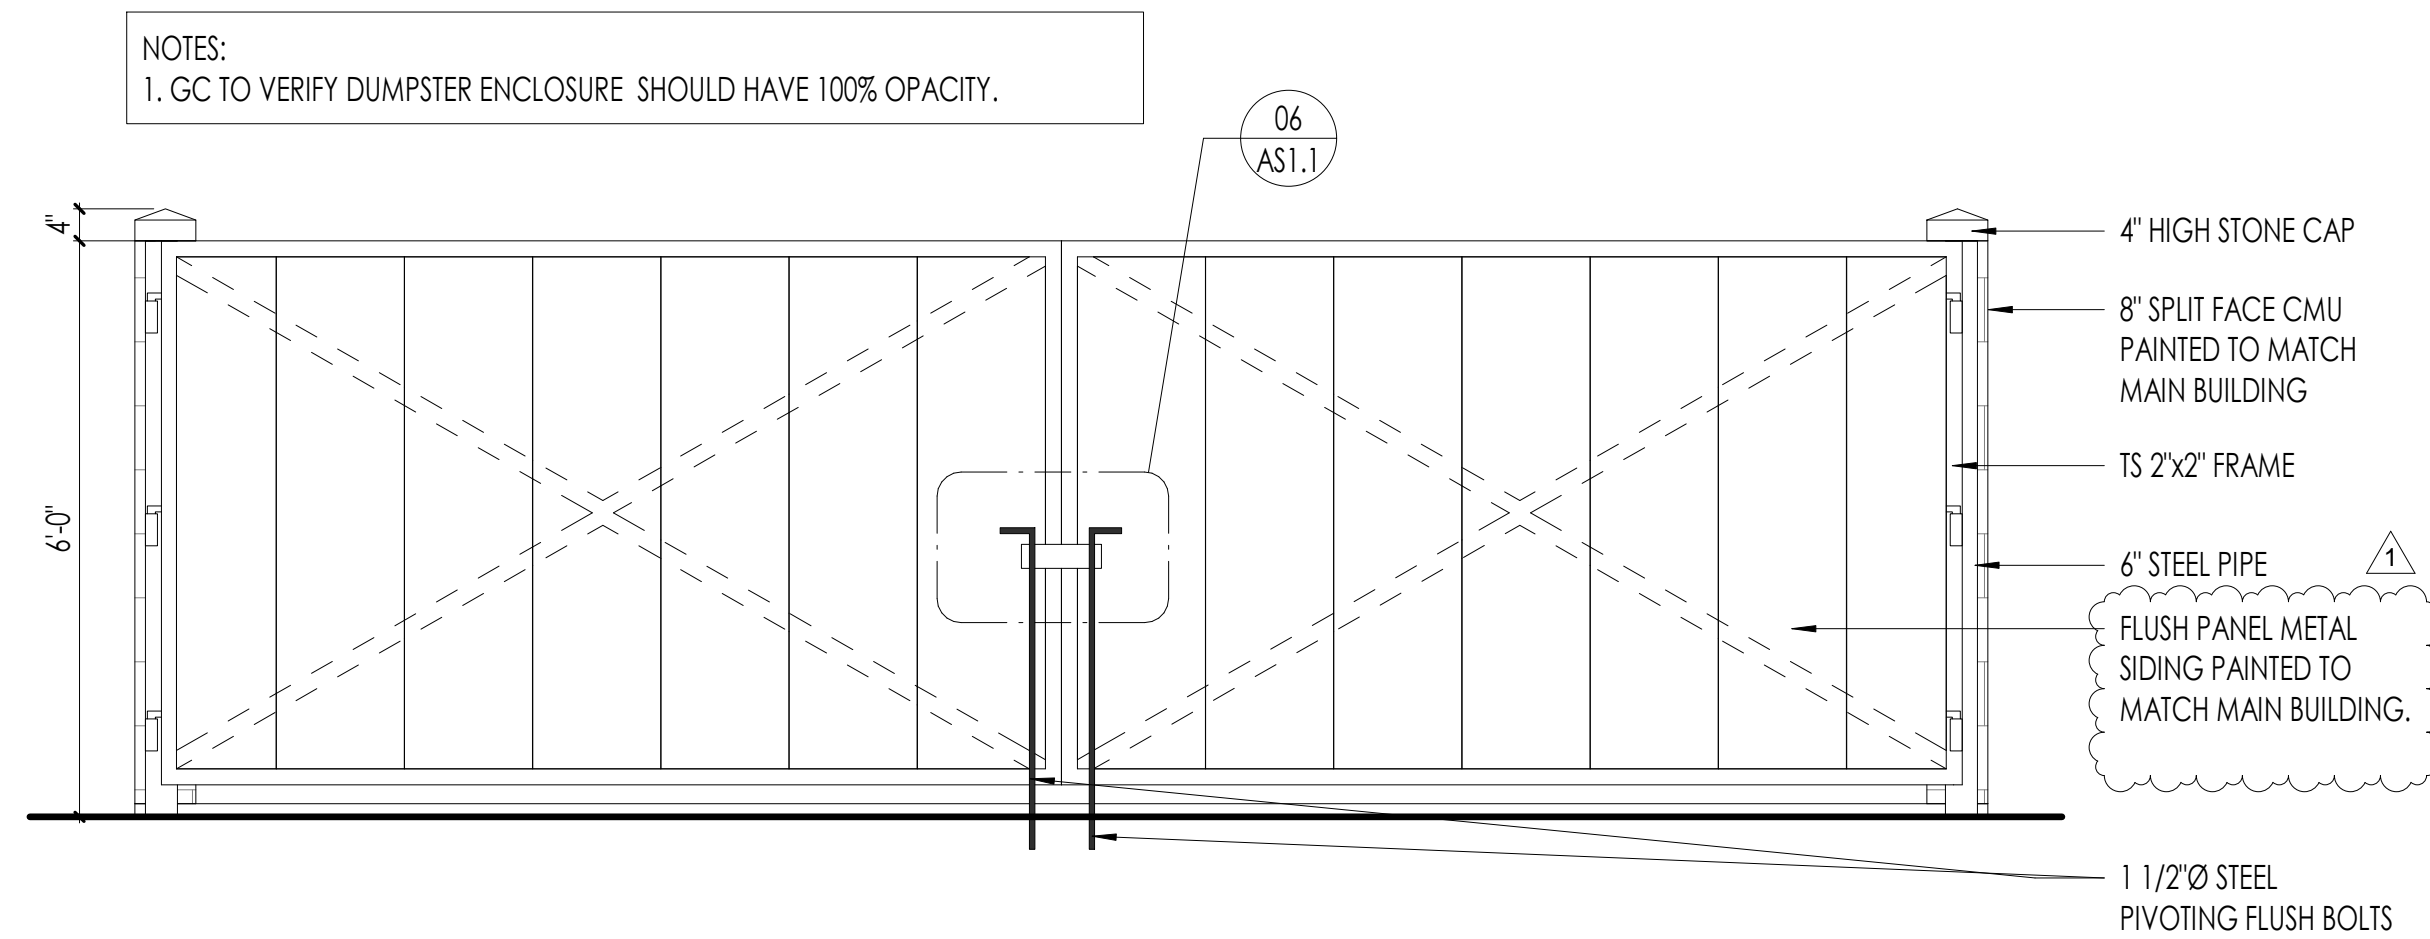 NOTES:
1. GC TO VERIFY DUMPSTER ENCLOSURE SHOULD HAVE 100% OPACITY.
06
AS1.1
4"
6'-0"
4" HIGH STONE CAP
8" SPLIT FACE CMU
PAINTED TO MATCH
MAIN BUILDING
TS 2"x2" FRAME
6" STEEL PIPE
1
FLUSH PANEL METAL
SIDING PAINTED TO
MATCH MAIN BUILDING.
1 1/2"Ø STEEL
PIVOTING FLUSH BOLTS